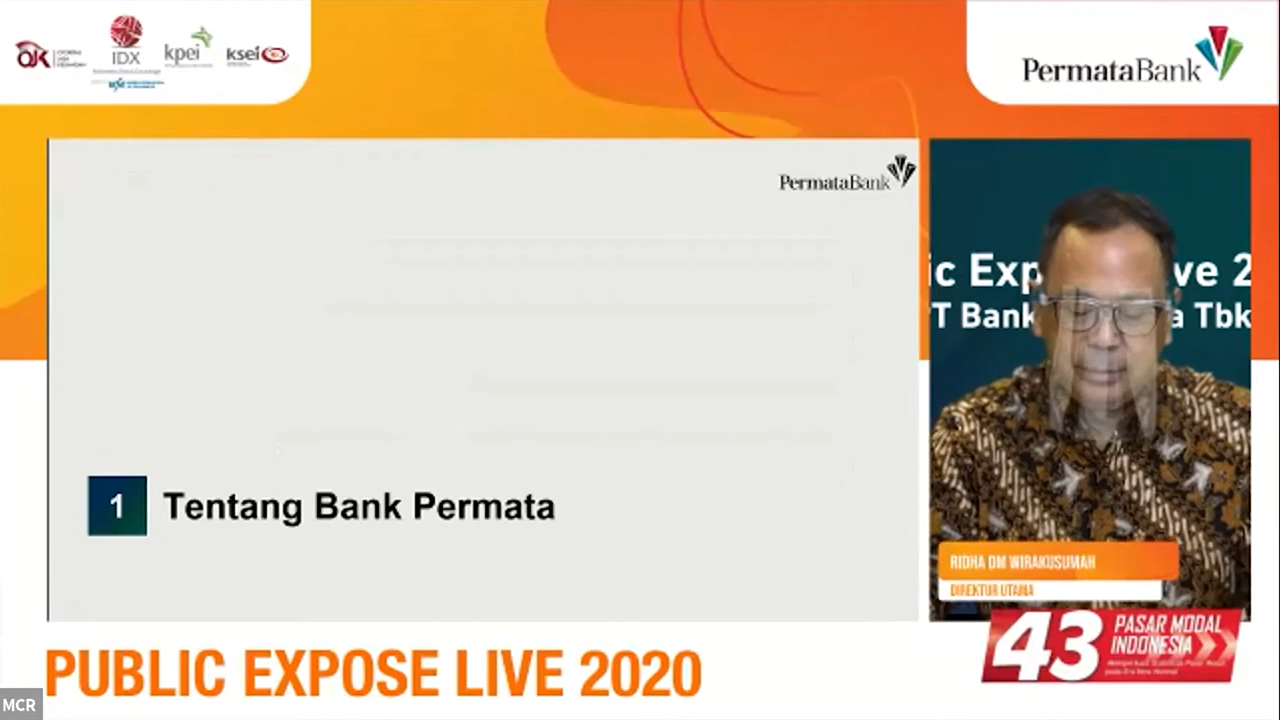 OJK
IDX
kpei
ksei
PermataBank
PermataBank
ic Exp ve 2
T Bank a Tbk
1 Tentang Bank Permata
RIDHA DM WIRAKUSUMAH
DIREKTUR UTAMA
43 PASAR MODAL
INDONESIA
PUBLIC EXPOSE LIVE 2020
MCR